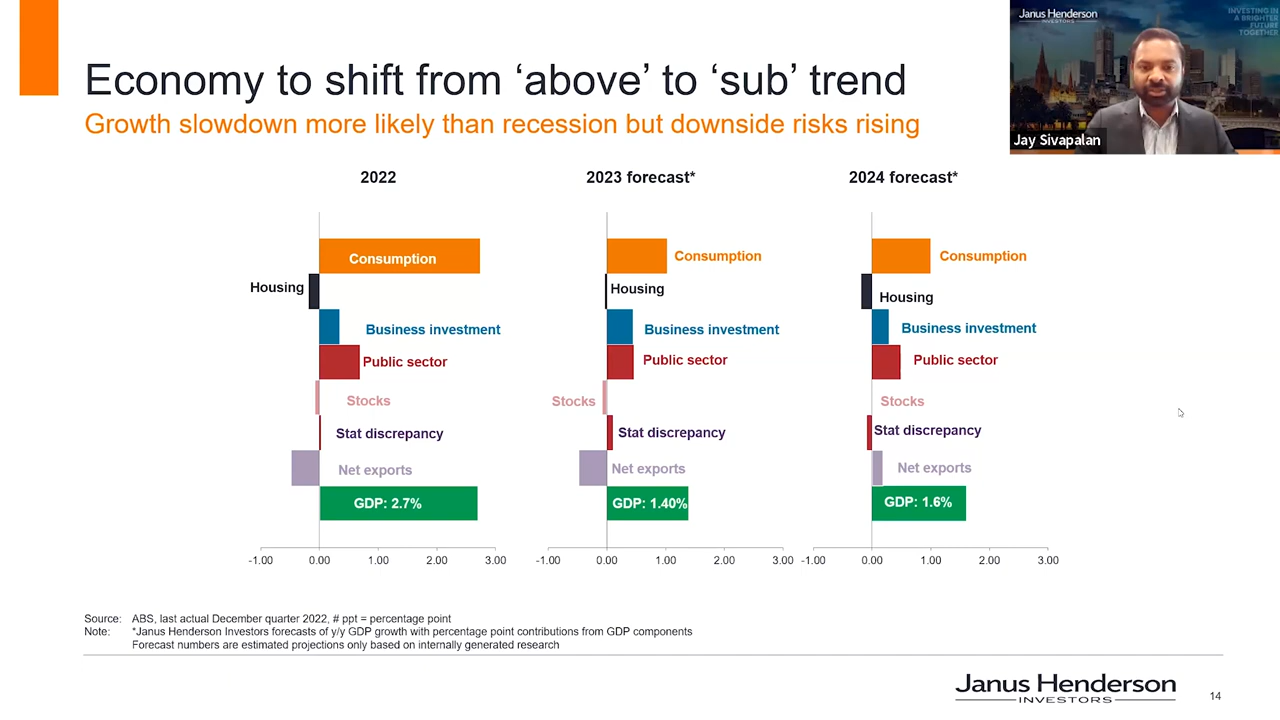 Janus Henderson
INVESTORS
INVESTING IN
A BRIGHTER
FUTURE
TOGETHER
Jay Sivapalan
Economy to shift from ‘above’ to ‘sub’ trend
Growth slowdown more likely than recession but downside risks rising
2022
Consumption
Housing
Business investment
Public sector
Stocks
Stat discrepancy
Net exports
GDP: 2.7%
-1.00 0.00 1.00 2.00 3.00
2023 forecast*
Consumption
Housing
Business investment
Public sector
Stocks
Stat discrepancy
Net exports
GDP: 1.40%
-1.00 0.00 1.00 2.00 3.00
2024 forecast*
Consumption
Housing
Business investment
Public sector
Stocks
Stat discrepancy
Net exports
GDP: 1.6%
-1.00 0.00 1.00 2.00 3.00
Source: ABS, last actual December quarter 2022, # ppt = percentage point
Note: *Janus Henderson Investors forecasts of y/y GDP growth with percentage point contributions from GDP components
Forecast numbers are estimated projections only based on internally generated research
Janus Henderson
INVESTORS
14